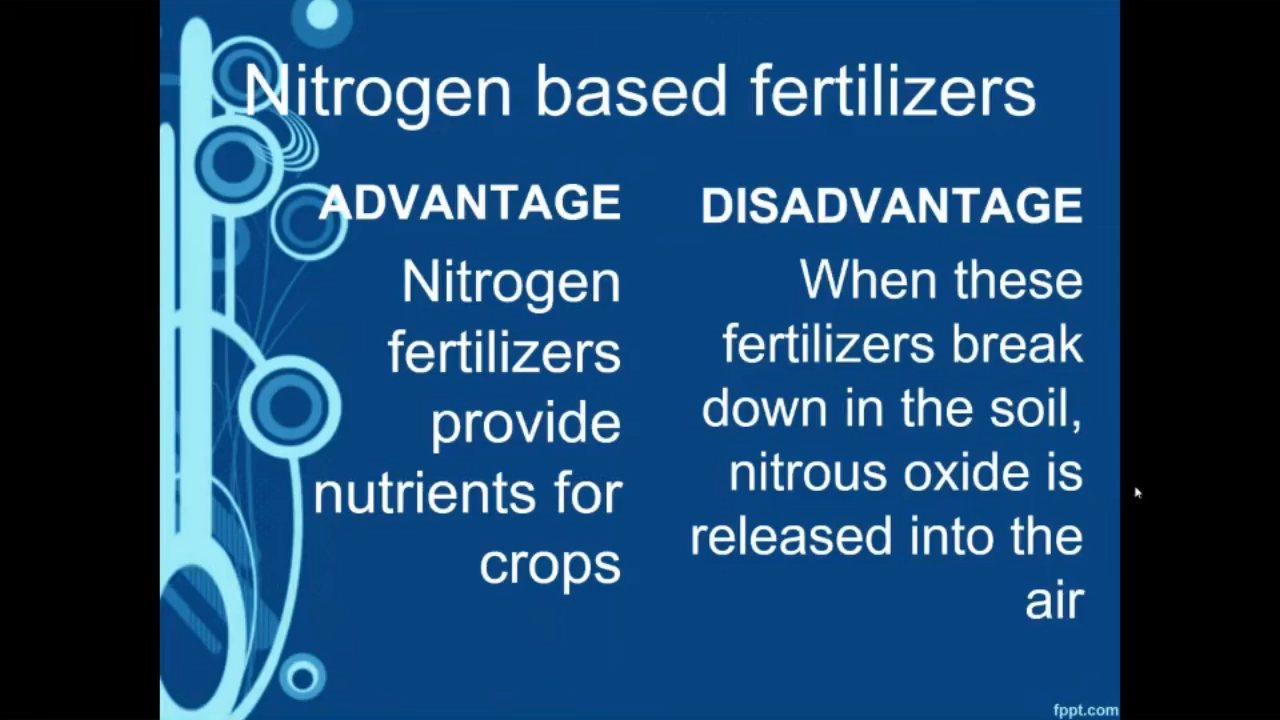 Nitrogen based fertilizers
ADVANTAGE
Nitrogen
fertilizers
provide
nutrients for
crops
DISADVANTAGE
When these
fertilizers break
down in the soil,
nitrous oxide is
released into the
air
fppt.com